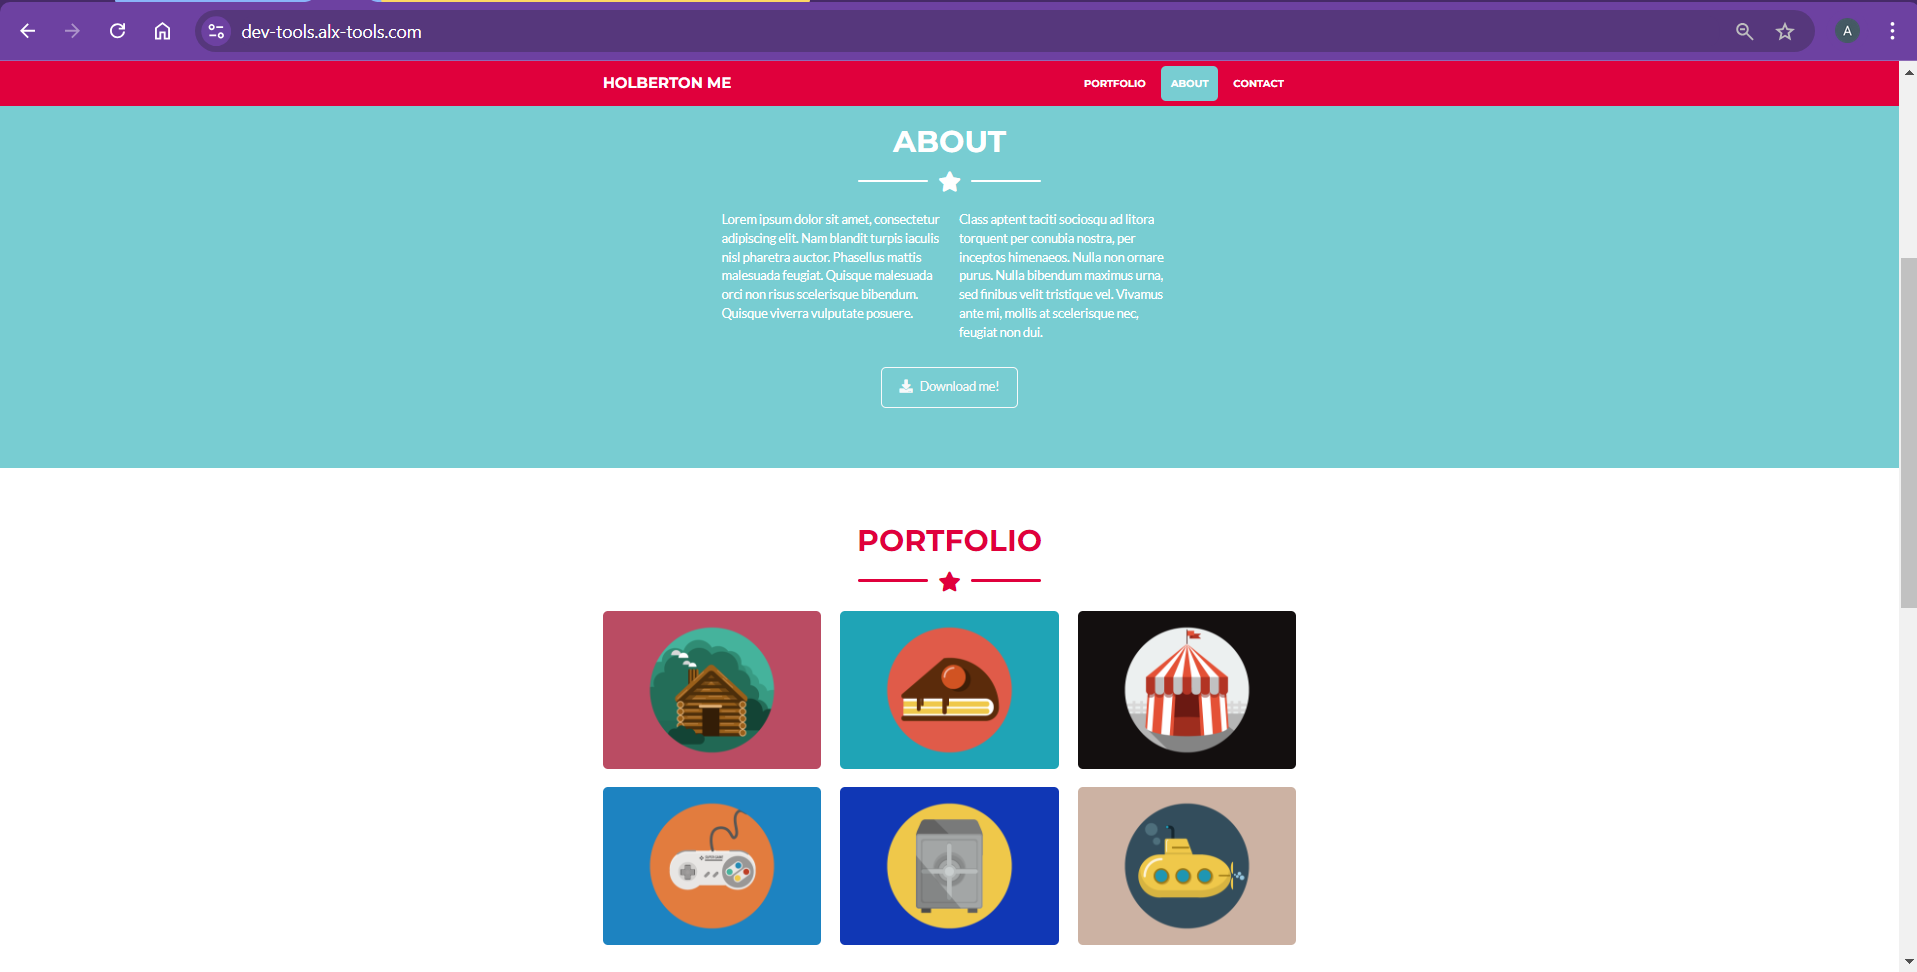 dev-tools.alx-tools.com
A
HOLBERTON ME
PORTFOLIO
ABOUT
CONTACT
ABOUT
Lorem ipsum dolor sit amet, consectetur
adipiscing elit. Nam blandit turpis iaculis
nisl pharetra auctor. Phasellus mattis
malesuada feugiat. Quisque malesuada
orci non risus scelerisque bibendum.
Quisque viverra vulputate posuere.
Class aptent taciti sociosqu ad litora
torquent per conubia nostra, per
inceptos himenaeos. Nulla non ornare
purus. Nulla bibendum maximus urna,
sed finibus velit tristique vel. Vivamus
ante mi, mollis at scelerisque nec,
feugiat non dui.
Download me!
PORTFOLIO